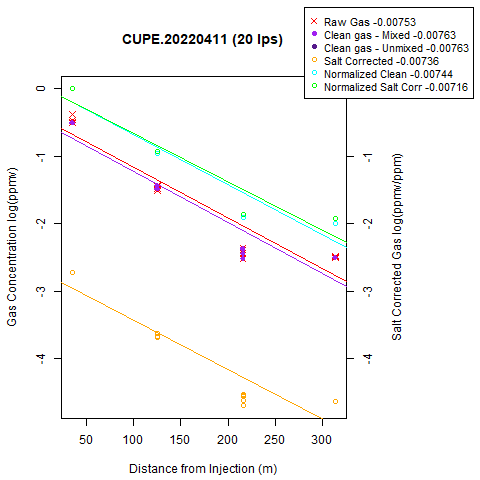 CUPE.20220411 (20 lps)
Raw Gas -0.00753
Clean gas - Mixed -0.00763
Clean gas - Unmixed -0.00763
Salt Corrected -0.00736
Normalized Clean -0.00744
Normalized Salt Corr -0.00716
Gas Concentration log(ppmv)
0
-1
-2
-3
-4
0
-1
-2
-3
-4
Salt Corrected Gas log(ppmv/ppm)
50 100 150 200 250 300
Distance from Injection (m)